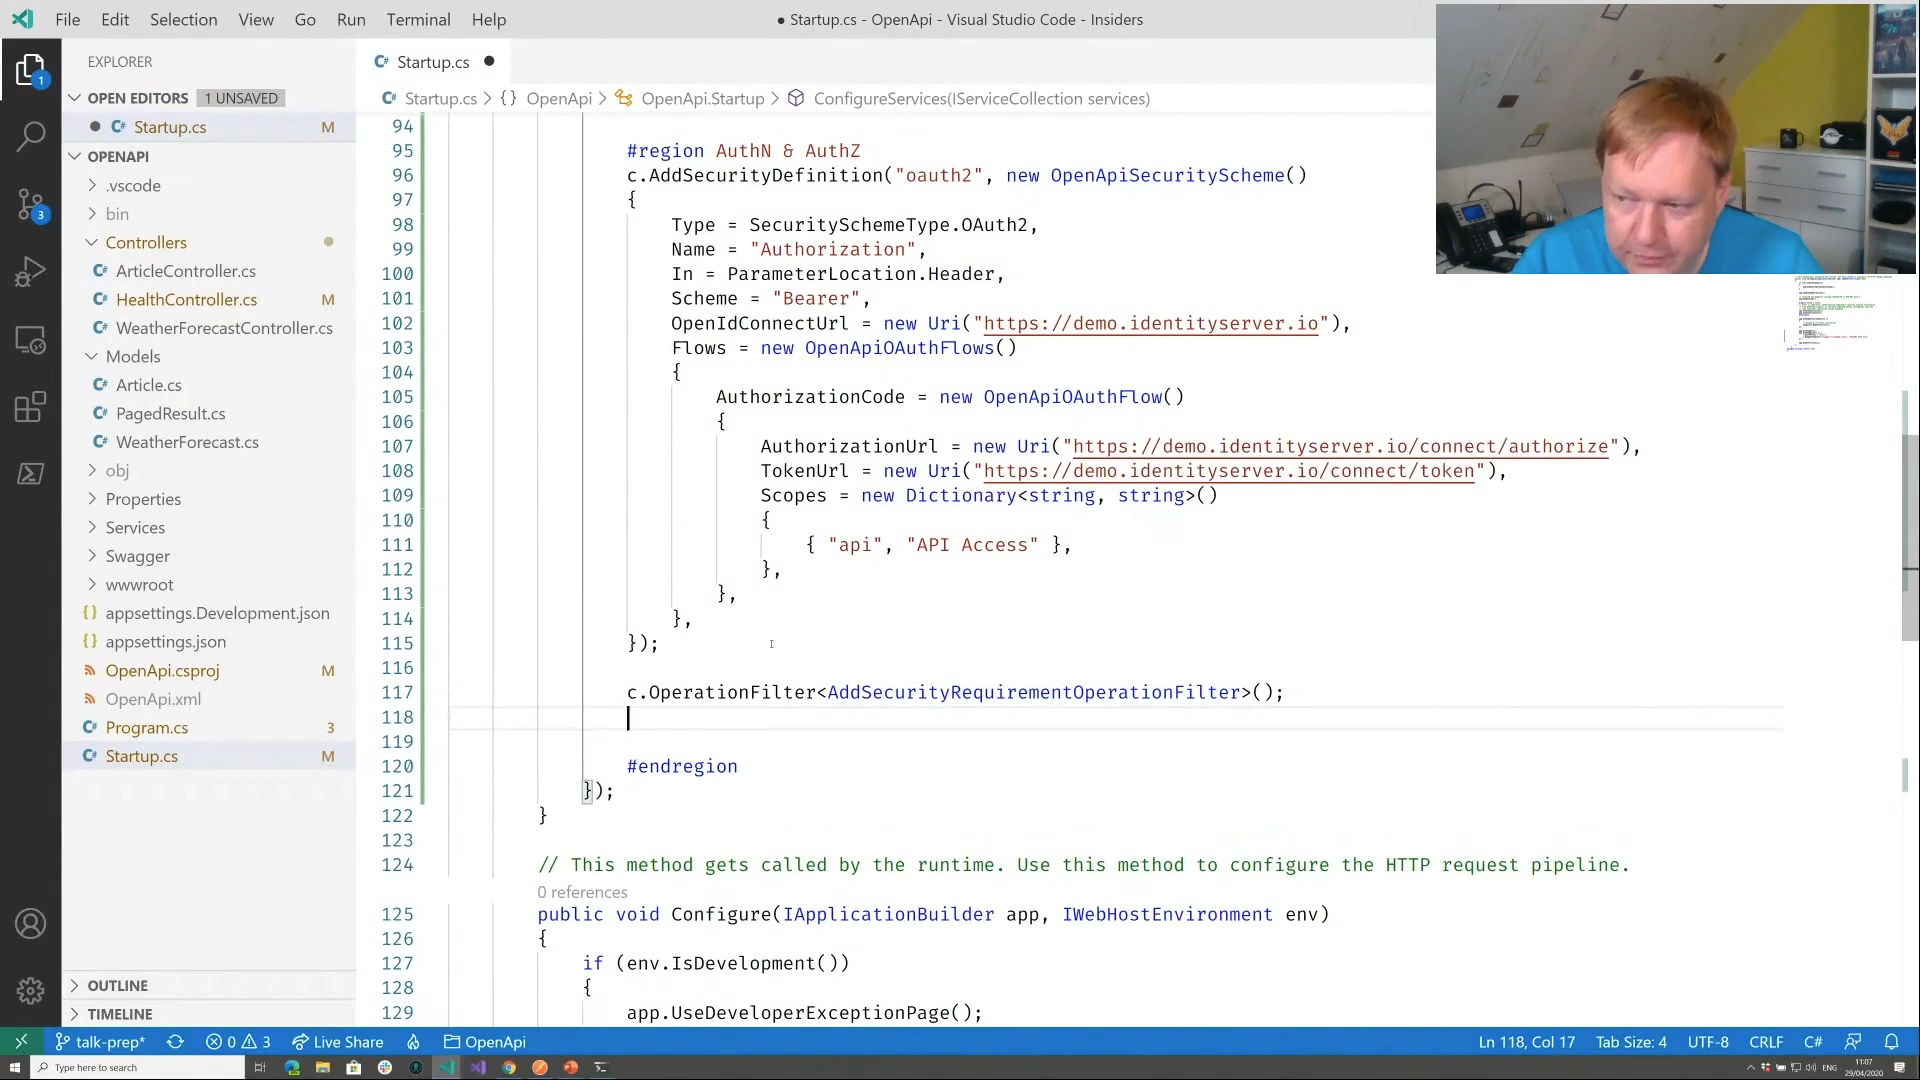 File Edit Selection View Go Run Terminal Help
● Startup.cs - OpenApi - Visual Studio Code - Insiders
EXPLORER
OPEN EDITORS 1 UNSAVED
Startup.cs M
OPENAPI
.vscode
bin
Controllers
ArticleController.cs
HealthController.cs M
WeatherForecastController.cs
Models
Article.cs
PagedResult.cs
WeatherForecast.cs
obj
Properties
Services
Swagger
wwwroot
appsettings.Development.json
appsettings.json
OpenApi.csproj M
OpenApi.xml
Program.cs 3
Startup.cs M
OUTLINE
TIMELINE
1
3
Startup.cs
Startup.cs > {} OpenApi > OpenApi.Startup > ConfigureServices(IServiceCollection services)
94
95 #region AuthN & AuthZ
96 c.AddSecurityDefinition("oauth2", new OpenApiSecurityScheme()
97 {
98 Type = SecuritySchemeType.OAuth2,
99 Name = "Authorization",
100 In = ParameterLocation.Header,
101 Scheme = "Bearer",
102 OpenIdConnectUrl = new Uri("https://demo.identityserver.io"),
103 Flows = new OpenApiOAuthFlows()
104 {
105 AuthorizationCode = new OpenApiOAuthFlow()
106 {
107 AuthorizationUrl = new Uri("https://demo.identityserver.io/connect/authorize"),
108 TokenUrl = new Uri("https://demo.identityserver.io/connect/token"),
109 Scopes = new Dictionary<string, string>()
110 {
111 { "api", "API Access" },
112 },
113 },
114 },
115 });
116
117 c.OperationFilter<AddSecurityRequirementOperationFilter>();
118
119
120 #endregion
121 });
122 }
123
124 // This method gets called by the runtime. Use this method to configure the HTTP request pipeline.
0 references
125 public void Configure(IApplicationBuilder app, IWebHostEnvironment env)
126 {
127 if (env.IsDevelopment())
128 {
129 app.UseDeveloperExceptionPage();
talk-prep* 0 3 Live Share OpenApi Ln 118, Col 17 Tab Size: 4 UTF-8 CRLF C#
Type here to search ENG 11:07
29/04/2020